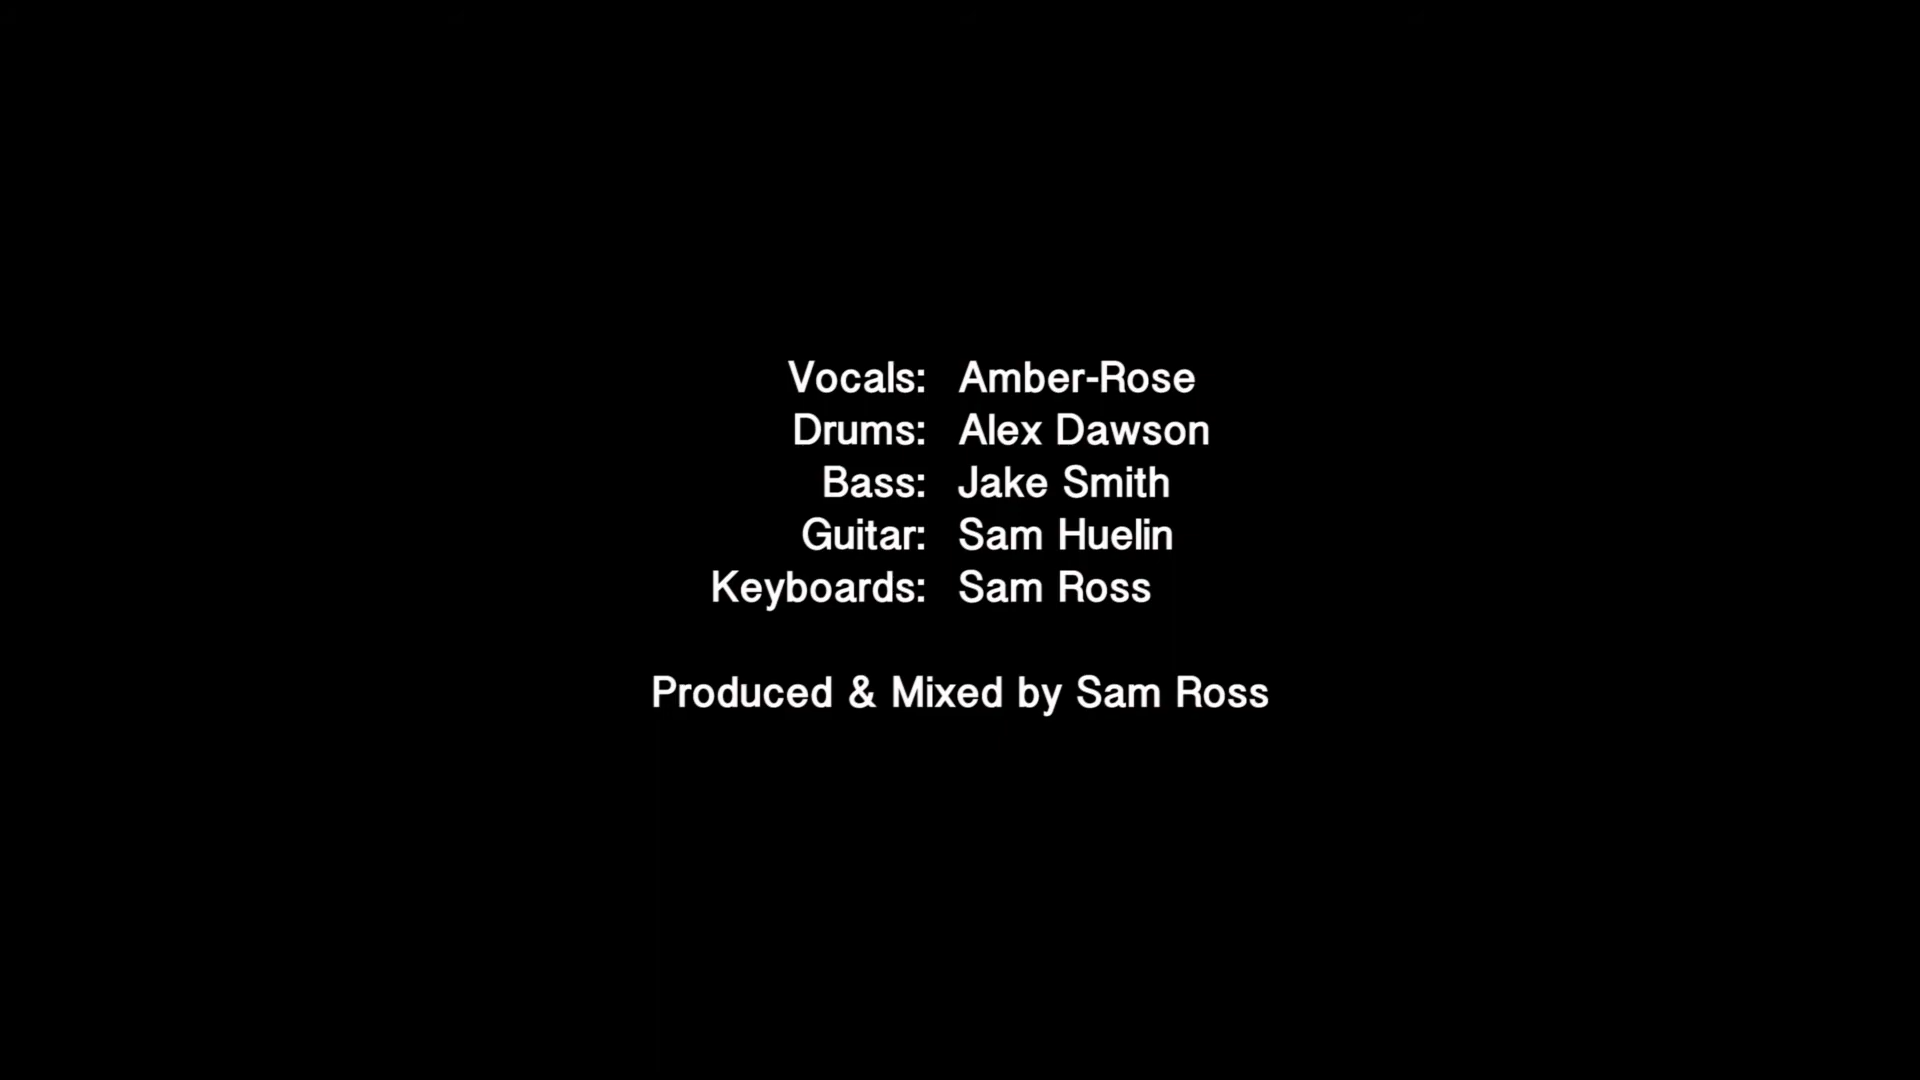 Vocals: Amber-Rose
Drums: Alex Dawson
Bass: Jake Smith
Guitar: Sam Huelin
Keyboards: Sam Ross
Produced & Mixed by Sam Ross